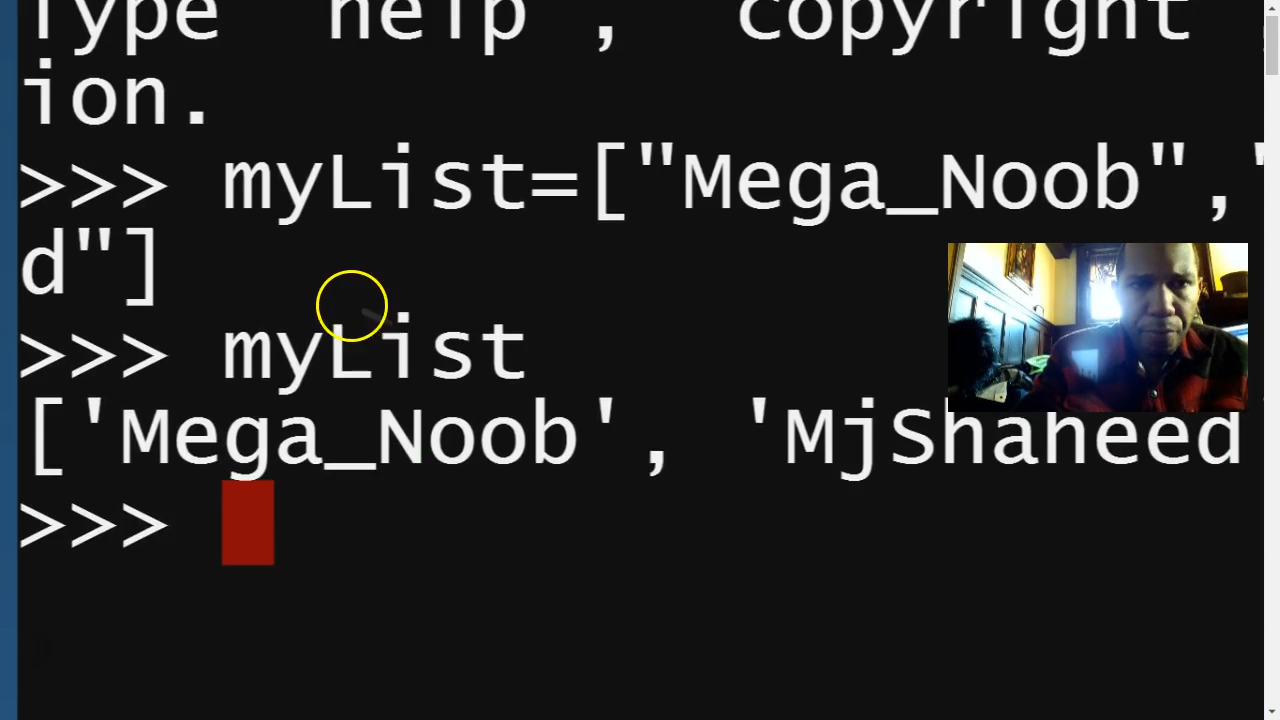 Type help , copyright
ion.
>>> myList=["Mega_Noob","
d"]
>>> myList
['Mega_Noob', 'MjShaheed'
>>>